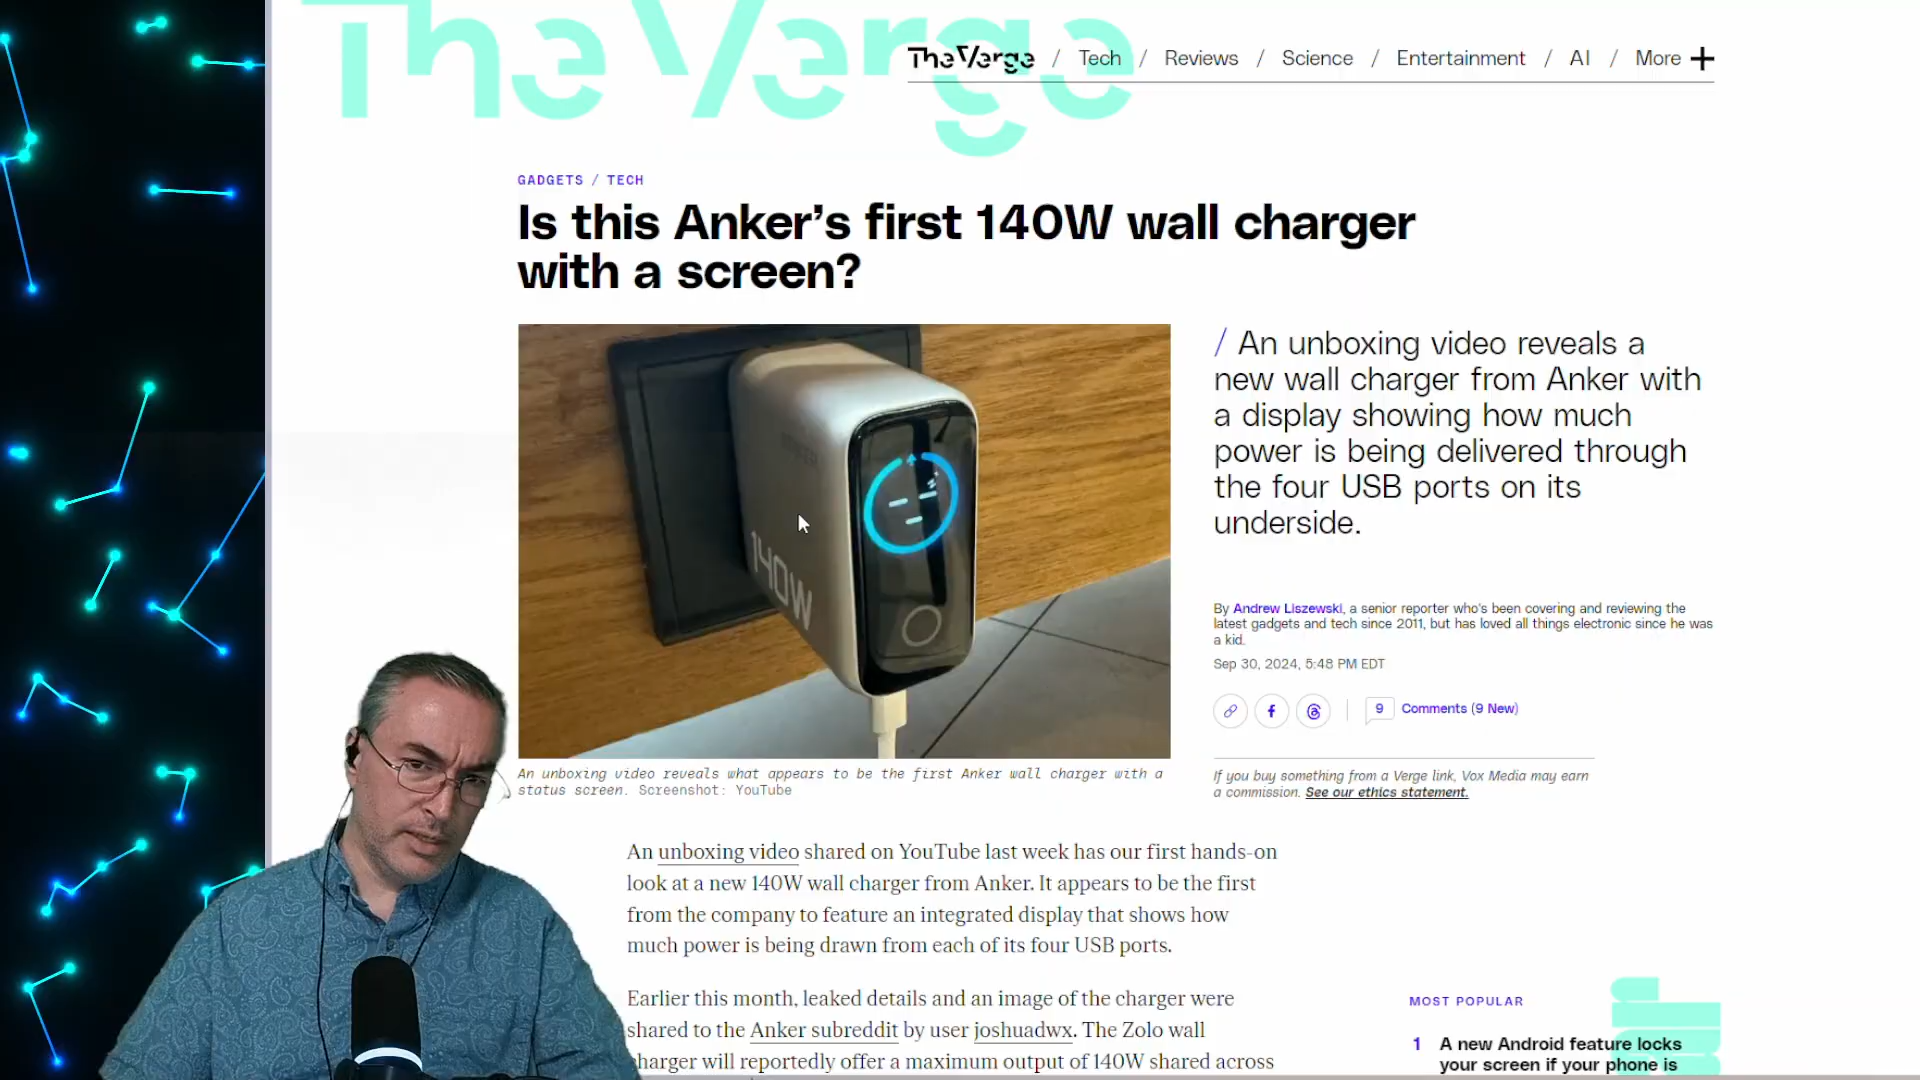 The Verge
The Verge / Tech / Reviews / Science / Entertainment / AI / More +
GADGETS / TECH
Is this Anker’s first 140W wall charger
with a screen?
140W
An unboxing video reveals what appears to be the first Anker wall charger with a
status screen. Screenshot: YouTube
/ An unboxing video reveals a
new wall charger from Anker with
a display showing how much
power is being delivered through
the four USB ports on its
underside.
By Andrew Liszewski, a senior reporter who's been covering and reviewing the
latest gadgets and tech since 2011, but has loved all things electronic since he was
a kid.
Sep 30, 2024, 5:48 PM EDT
9 Comments (9 New)
If you buy something from a Verge link, Vox Media may earn
a commission. See our ethics statement.
An unboxing video shared on YouTube last week has our first hands-on
look at a new 140W wall charger from Anker. It appears to be the first
from the company to feature an integrated display that shows how
much power is being drawn from each of its four USB ports.
Earlier this month, leaked details and an image of the charger were
shared to the Anker subreddit by user joshuadwx. The Zolo wall
charger will reportedly offer a maximum output of 140W shared across
MOST POPULAR
1 A new Android feature locks
your screen if your phone is